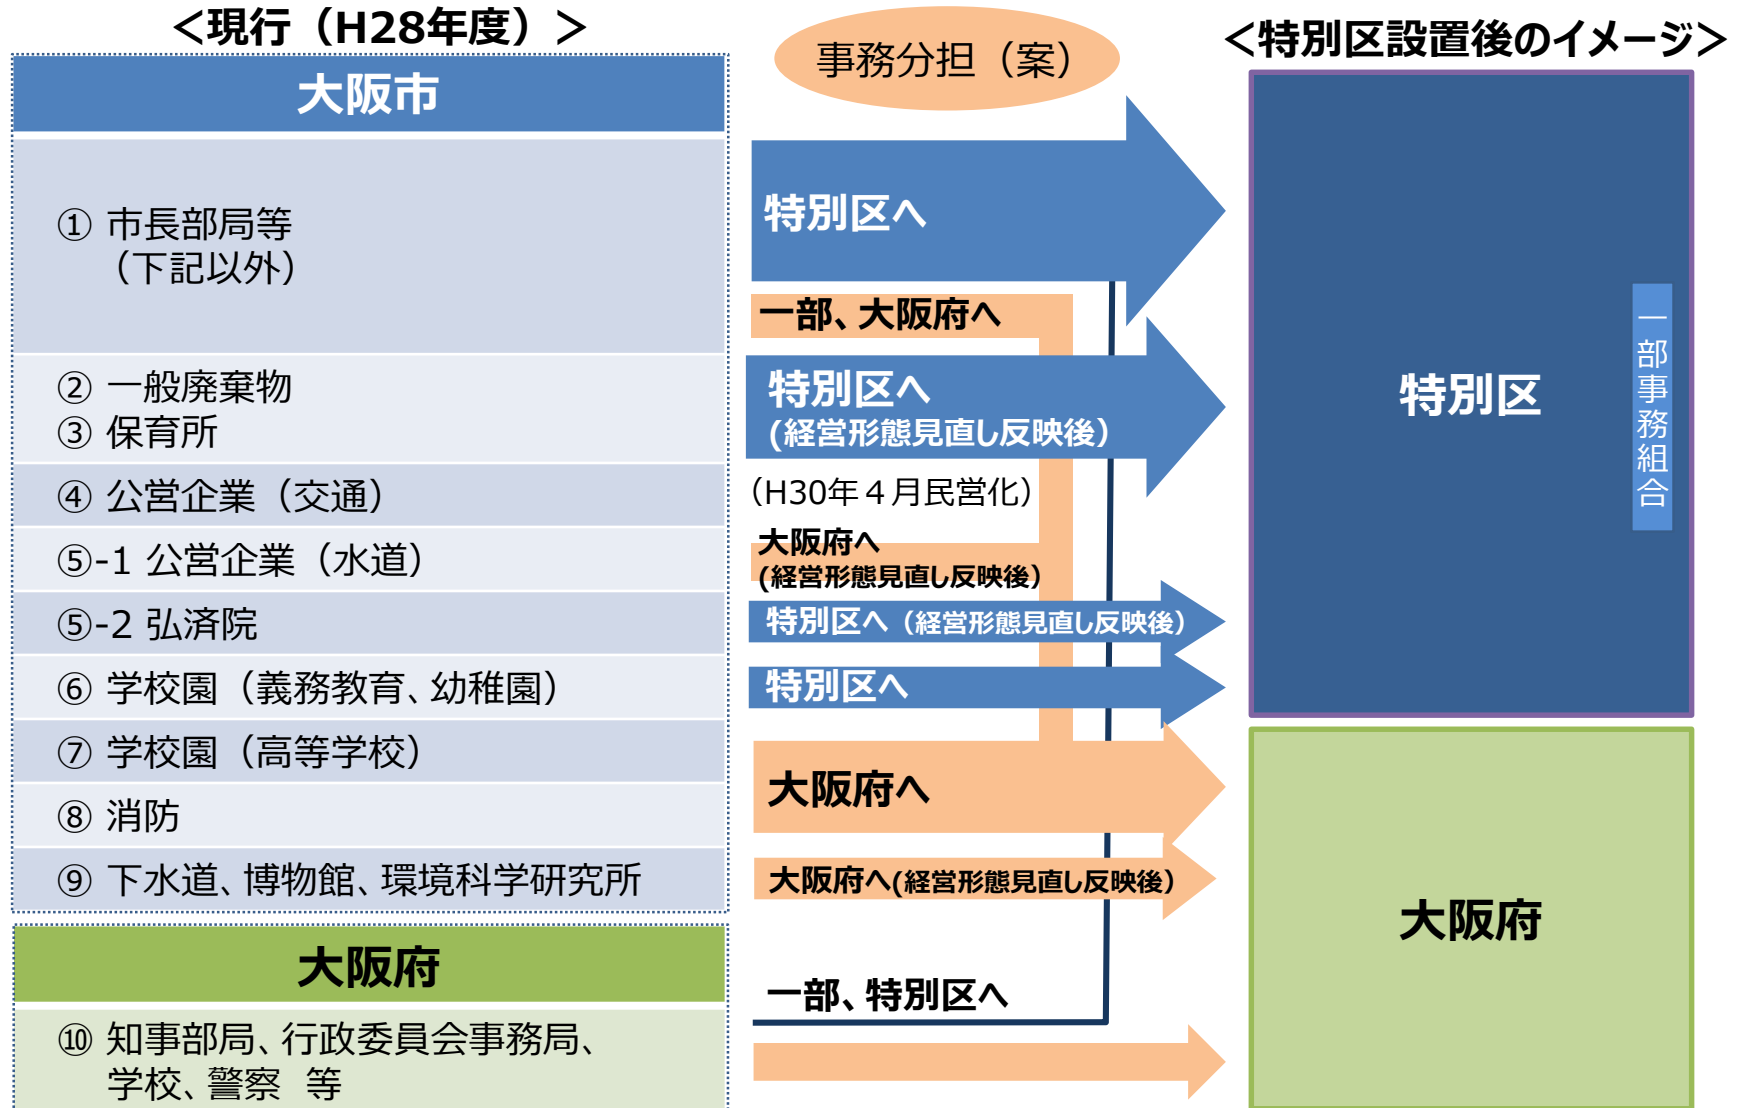 ＜現行（H28年度）＞
事務分担（案）
＜特別区設置後のイメージ＞
大阪市
① 市長部局等
（下記以外）
② 一般廃棄物
③ 保育所
④ 公営企業（交通）
⑤-1 公営企業（水道）
⑤-2 弘済院
⑥ 学校園（義務教育、幼稚園）
⑦ 学校園（高等学校）
⑧ 消防
⑨ 下水道、博物館、環境科学研究所
大阪府
⑩ 知事部局、行政委員会事務局、
学校、警察　等
特別区へ
一部、大阪府へ
特別区へ
(経営形態見直し反映後）
（H30年４月民営化）
大阪府へ
(経営形態見直し反映後）
特別区へ（経営形態見直し反映後）
特別区へ
大阪府へ
大阪府へ(経営形態見直し反映後）
一部、特別区へ
特別区
一部事務組合
大阪府